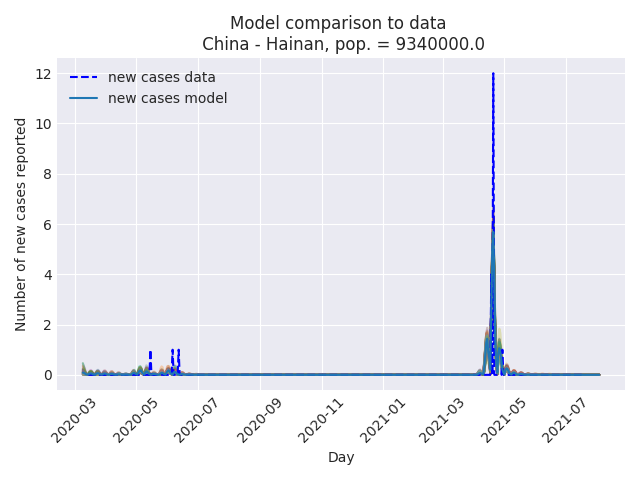 Model comparison to data
China - Hainan, pop. = 9340000.0
new cases data
new cases model
Number of new cases reported
12
10
8
6
4
2
0
2020-03
2020-05
2020-07
2020-09
2020-11
2021-01
2021-03
2021-05
2021-07
Day